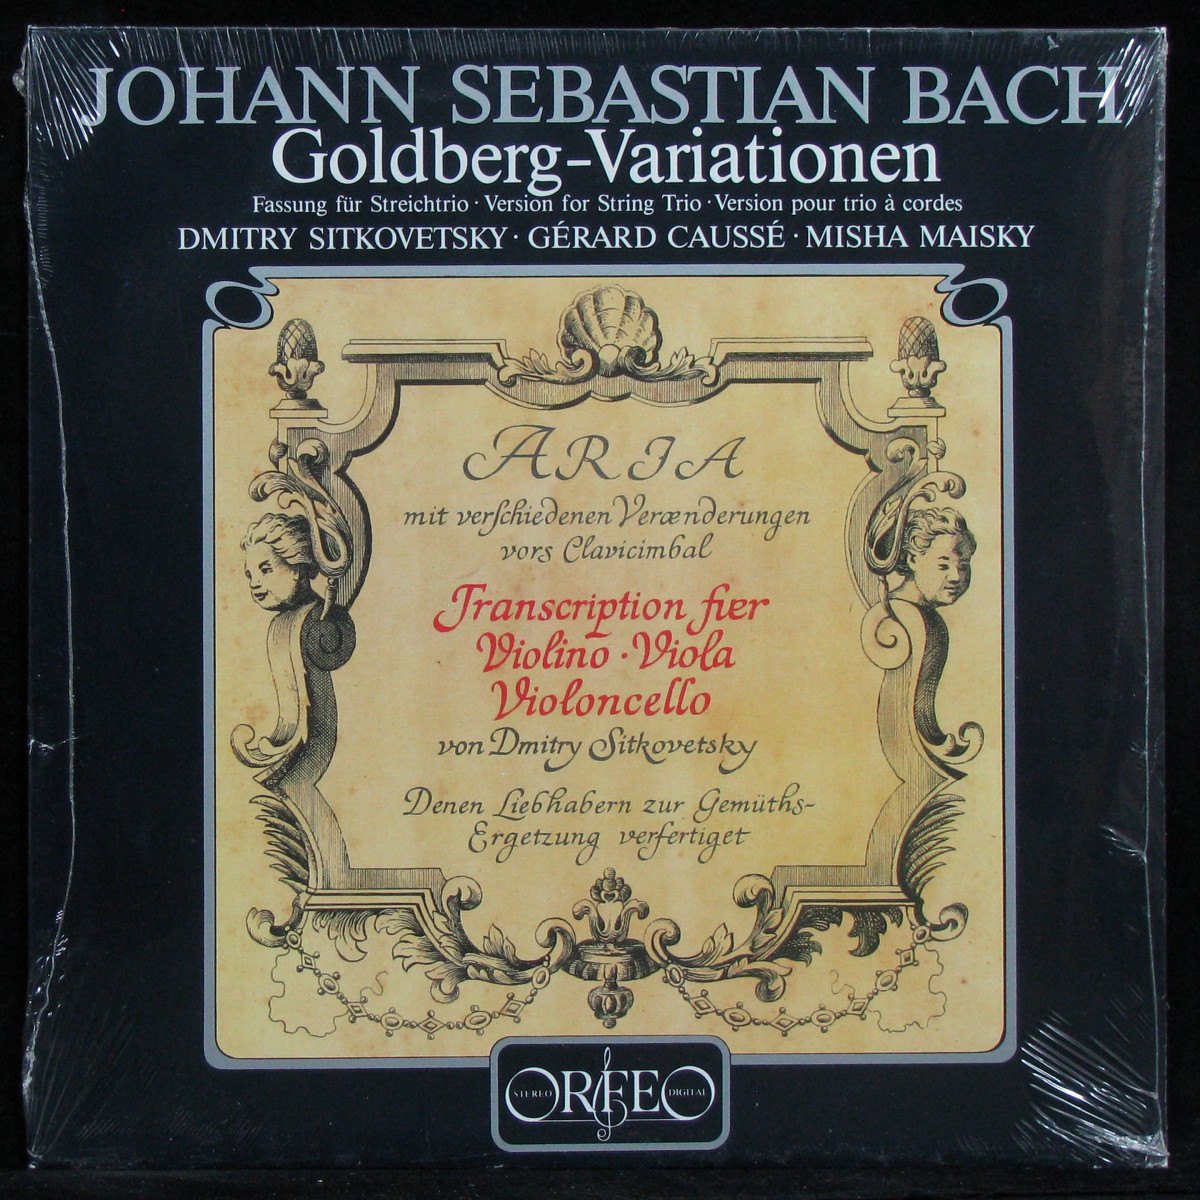 JOHANN SEBASTIAN BACH
Goldberg-Variationen
Fassung für Streichtrio · Version for String Trio · Version pour trio à cordes
DMITRY SITKOVETSKY · GÉRARD CAUSSÉ · MISHA MAISKY
ARIA
mit verſchiedenen Verænderungen
vors Clavicimbal
Transcription fuer
Violino · Viola
Violoncello
von Dmitry Sitkovetsky
Denen Liebhabern zur Gemüths-
Ergetzung verfertiget
STEREO ORFEO DIGITAL